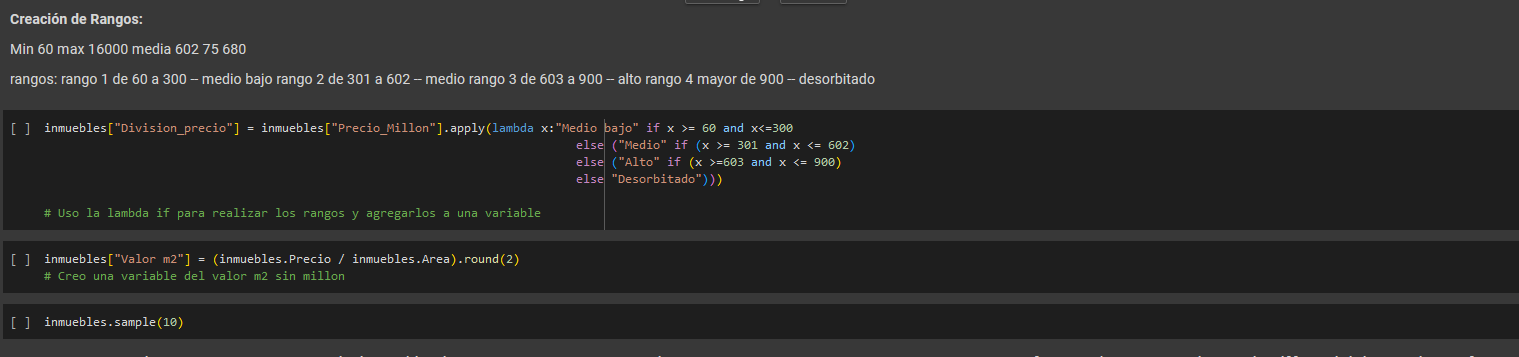 Creación de Rangos:
Min 60 max 16000 media 602 75 680
rangos: rango 1 de 60 a 300 -- medio bajo rango 2 de 301 a 602 -- medio rango 3 de 603 a 900 -- alto rango 4 mayor de 900 -- desorbitado
[ ] inmuebles["Division_precio"] = inmuebles["Precio_Millon"].apply(lambda x:"Medio bajo" if x >= 60 and x<=300
else ("Medio" if (x >= 301 and x <= 602)
else ("Alto" if (x >=603 and x <= 900)
else "Desorbitado")))
# Uso la lambda if para realizar los rangos y agregarlos a una variable
[ ] inmuebles["Valor m2"] = (inmuebles.Precio / inmuebles.Area).round(2)
# Creo una variable del valor m2 sin millon
[ ] inmuebles.sample(10)